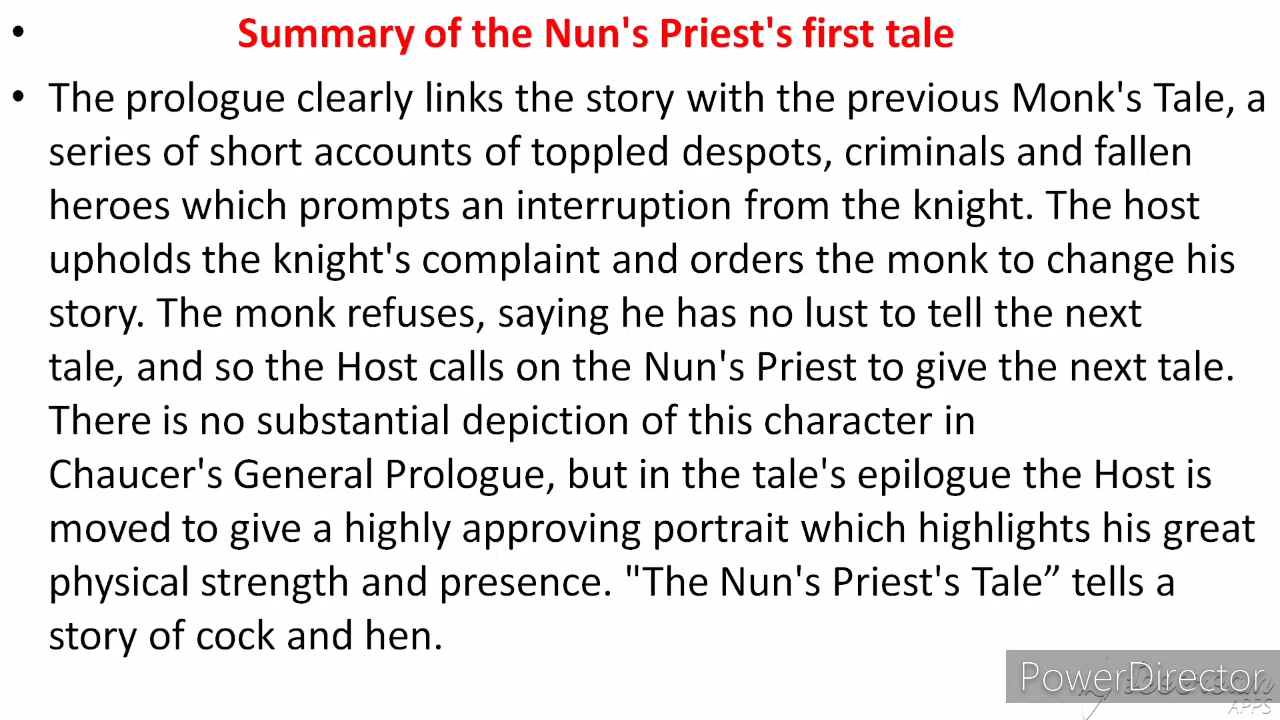 • Summary of the Nun's Priest's first tale
• The prologue clearly links the story with the previous Monk's Tale, a
series of short accounts of toppled despots, criminals and fallen
heroes which prompts an interruption from the knight. The host
upholds the knight's complaint and orders the monk to change his
story. The monk refuses, saying he has no lust to tell the next
tale, and so the Host calls on the Nun's Priest to give the next tale.
There is no substantial depiction of this character in
Chaucer's General Prologue, but in the tale's epilogue the Host is
moved to give a highly approving portrait which highlights his great
physical strength and presence. "The Nun's Priest's Tale” tells a
story of cock and hen.
PowerDirector
APPS